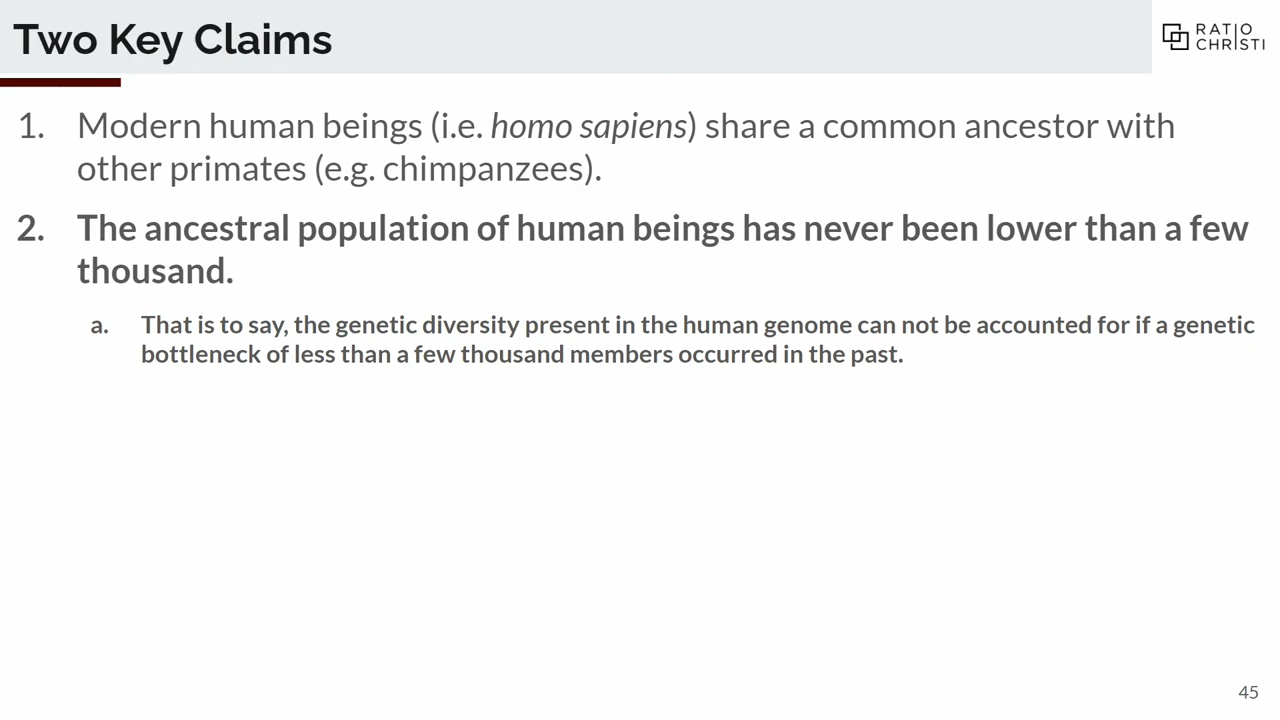 Two Key Claims
RATIO
CHRISTI
1. Modern human beings (i.e. homo sapiens) share a common ancestor with
other primates (e.g. chimpanzees).
2. The ancestral population of human beings has never been lower than a few
thousand.
a. That is to say, the genetic diversity present in the human genome can not be accounted for if a genetic
bottleneck of less than a few thousand members occurred in the past.
45